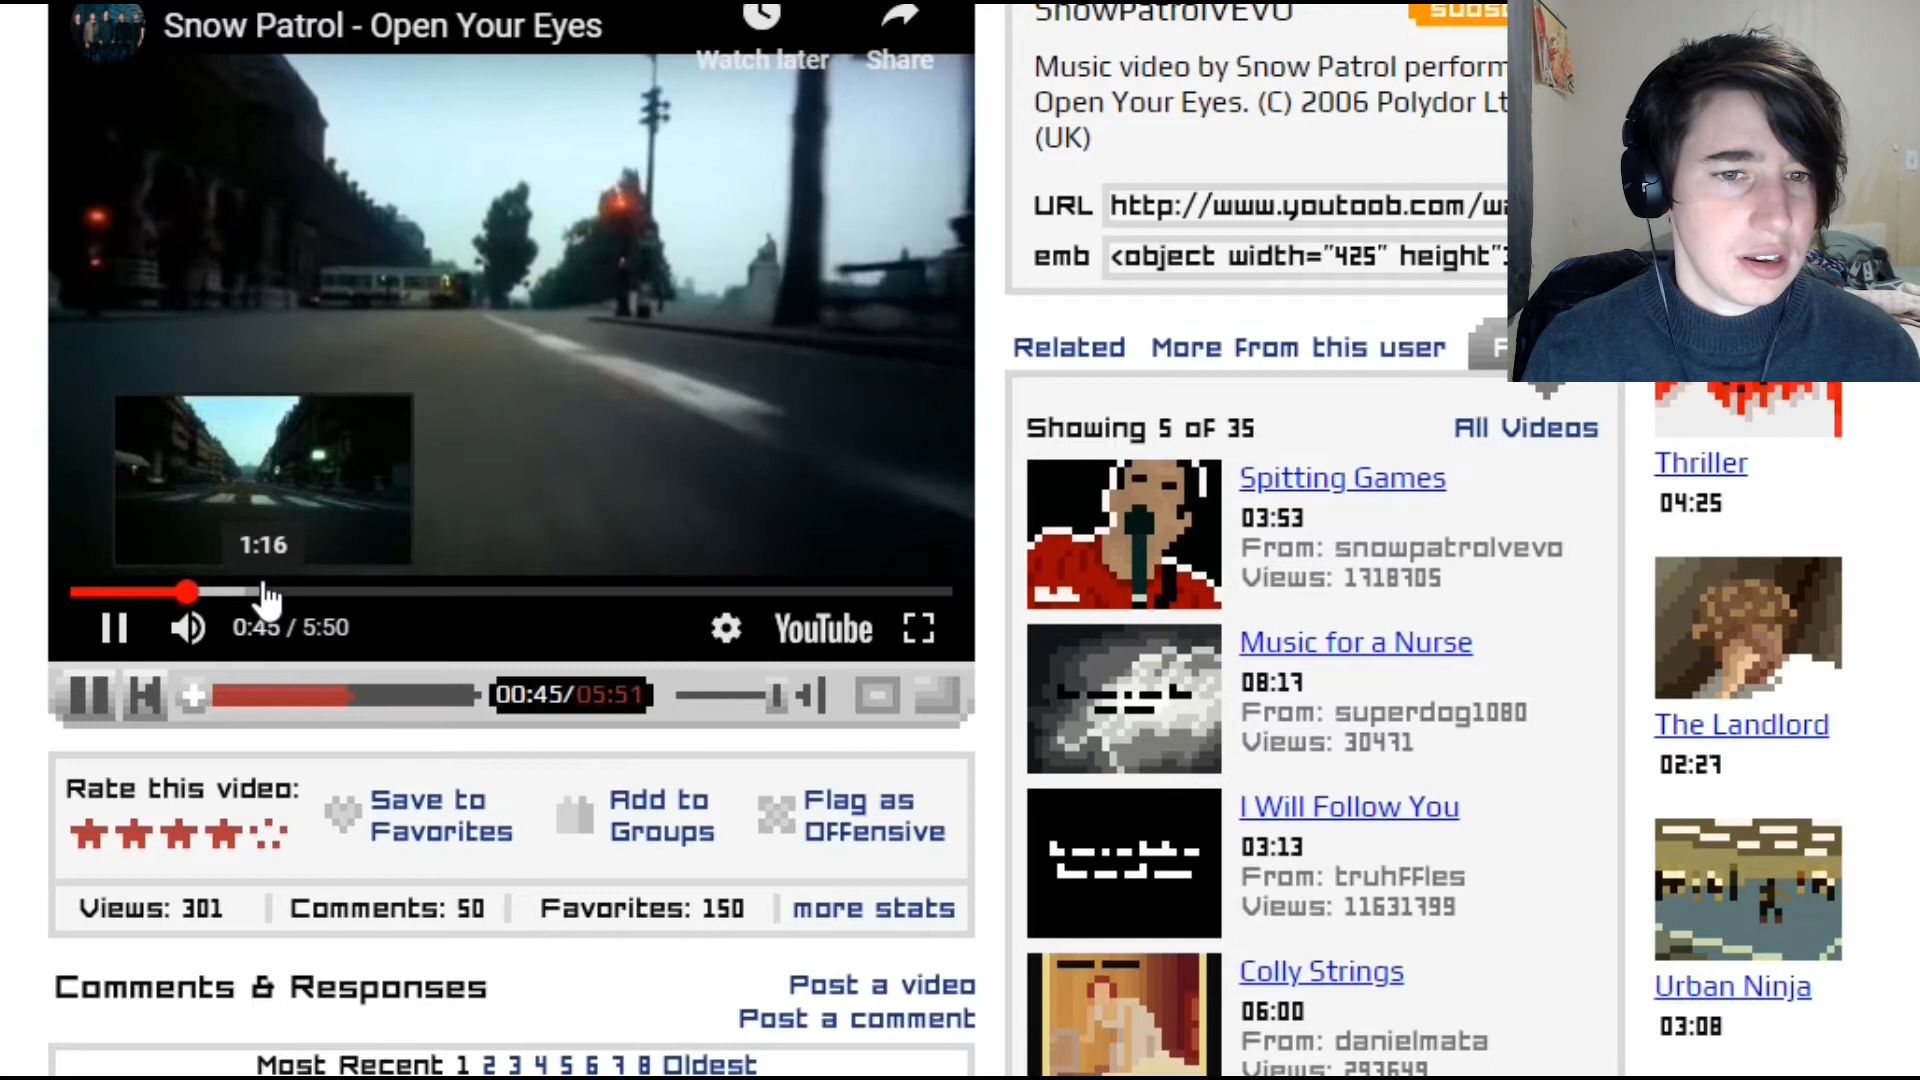 Snow Patrol - Open Your Eyes
Watch later
Share
1:16
0:45 / 5:50
YouTube
00:45/05:51
Rate this video:
Save to
Favorites
Add to
Groups
Flag as
Offensive
Views: 301
Comments: 50
Favorites: 150
more stats
Comments & Responses
Post a video
Post a comment
Most Recent 1 2 3 4 5 6 7 8 Oldest
SnowPatrolVEVO
Music video by Snow Patrol perform
Open Your Eyes. (C) 2006 Polydor Lt
(UK)
URL http://www.youtoob.com/wa
emb <object width="425" height"3
Related More from this user
Showing 5 of 35
All Videos
Spitting Games
03:53
From: snowpatrolvevo
Views: 1718705
Music for a Nurse
08:17
From: superdog1080
Views: 30471
I Will Follow You
03:13
From: truhffles
Views: 11631799
Colly Strings
06:00
From: danielmata
Views: 293649
Thriller
04:25
The Landlord
02:27
Urban Ninja
03:08